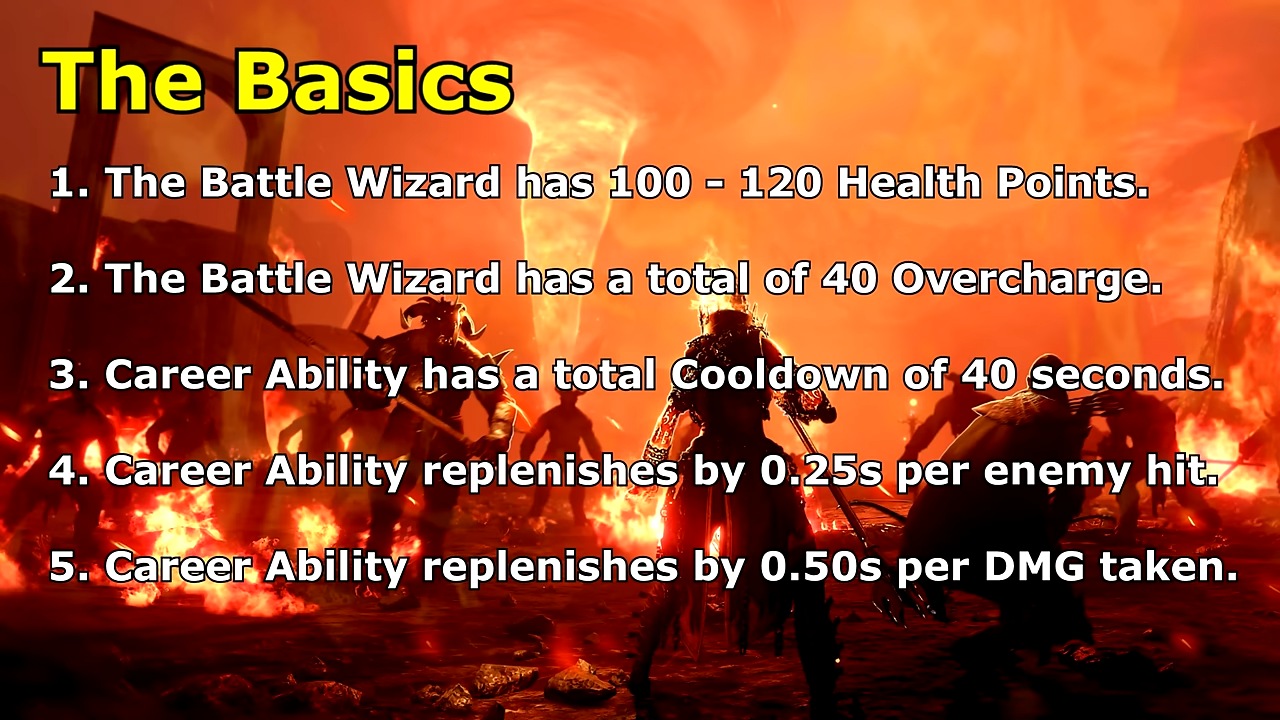 The Basics
1. The Battle Wizard has 100 - 120 Health Points.
2. The Battle Wizard has a total of 40 Overcharge.
3. Career Ability has a total Cooldown of 40 seconds.
4. Career Ability replenishes by 0.25s per enemy hit.
5. Career Ability replenishes by 0.50s per DMG taken.